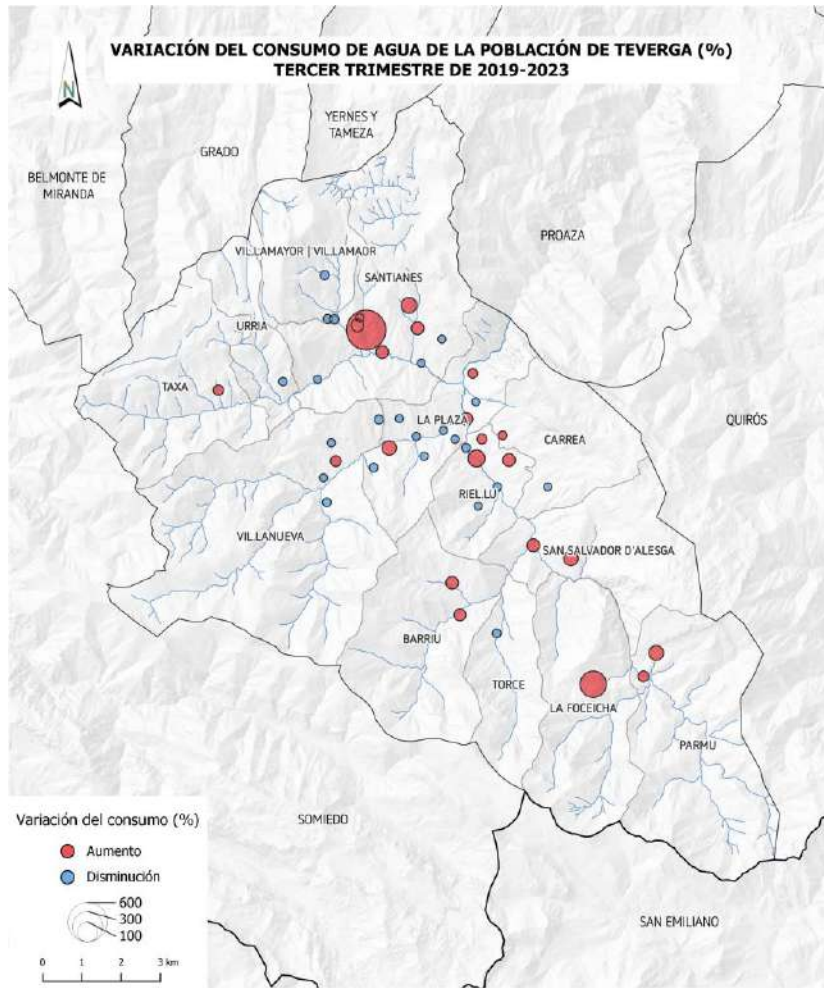 VARIACIÓN DEL CONSUMO DE AGUA DE LA POBLACIÓN DE TEVERGA (%)
TERCER TRIMESTRE DE 2019-2023
N
YERNES Y
TAMEZA
GRADO
BELMONTE DE
MIRANDA
PROAZA
VILLAMAYOR | VILLAMAOR
SANTIANES
URRIA
TAXA
LA PLAZA
CARREA
QUIRÓS
RIEL.LU
VILLANUEVA
SAN SALVADOR D'ALESGA
BARRIU
TORCE
LA FOCEICHA
PARMU
SOMIEDO
SAN EMILIANO
Variación del consumo (%)
Aumento
Disminución
600
300
100
0 1 2 3 km